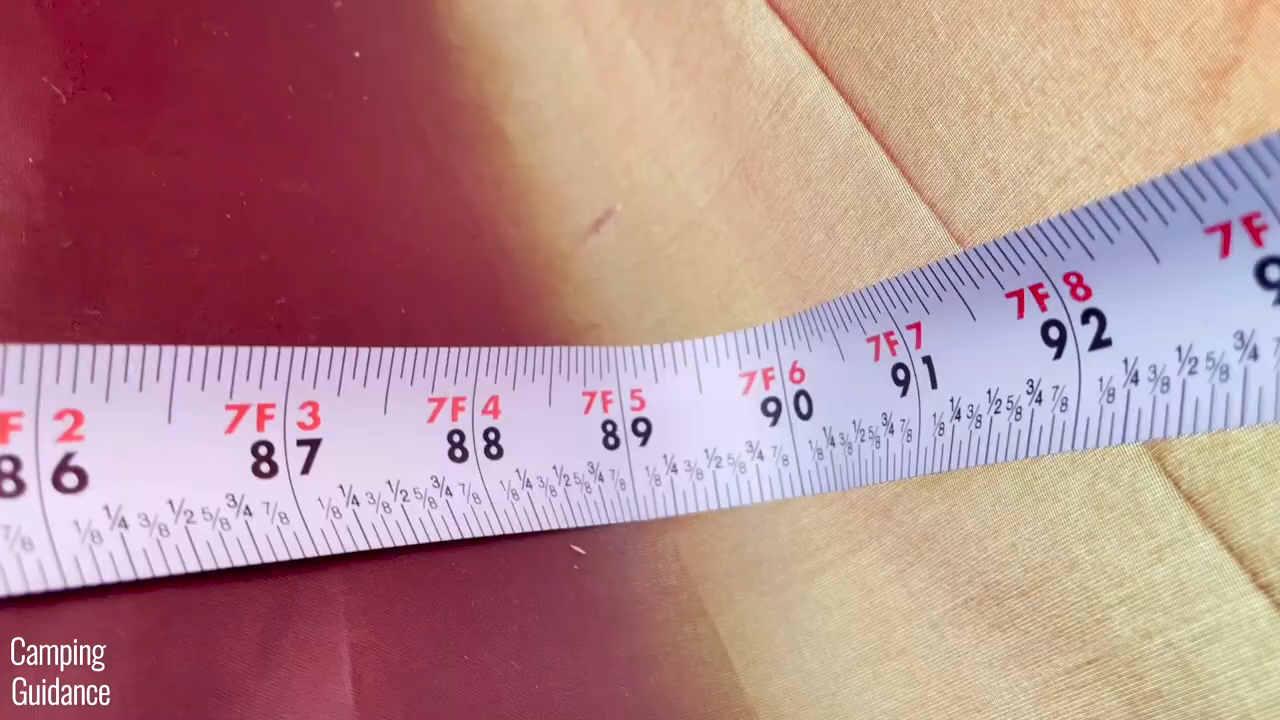 F 2 7F 3 7F 4 7F 5 7F 6 7F 7 7F 8 7F
86 87 88 89 90 91 92 9
7/8 1/8 1/4 3/8 1/2 5/8 3/4 7/8 1/8 1/4 3/8 1/2 5/8 3/4 7/8 1/8 1/4 3/8 1/2 5/8 3/4 7/8 1/8 1/4 3/8 1/2 5/8 3/4 7/8 1/8 1/4 3/8 1/2 5/8 3/4 7/8 1/8 1/4 3/8 1/2 5/8 3/4 7/8 1/8 1/4 3/8 1/2 5/8 3/4
Camping
Guidance